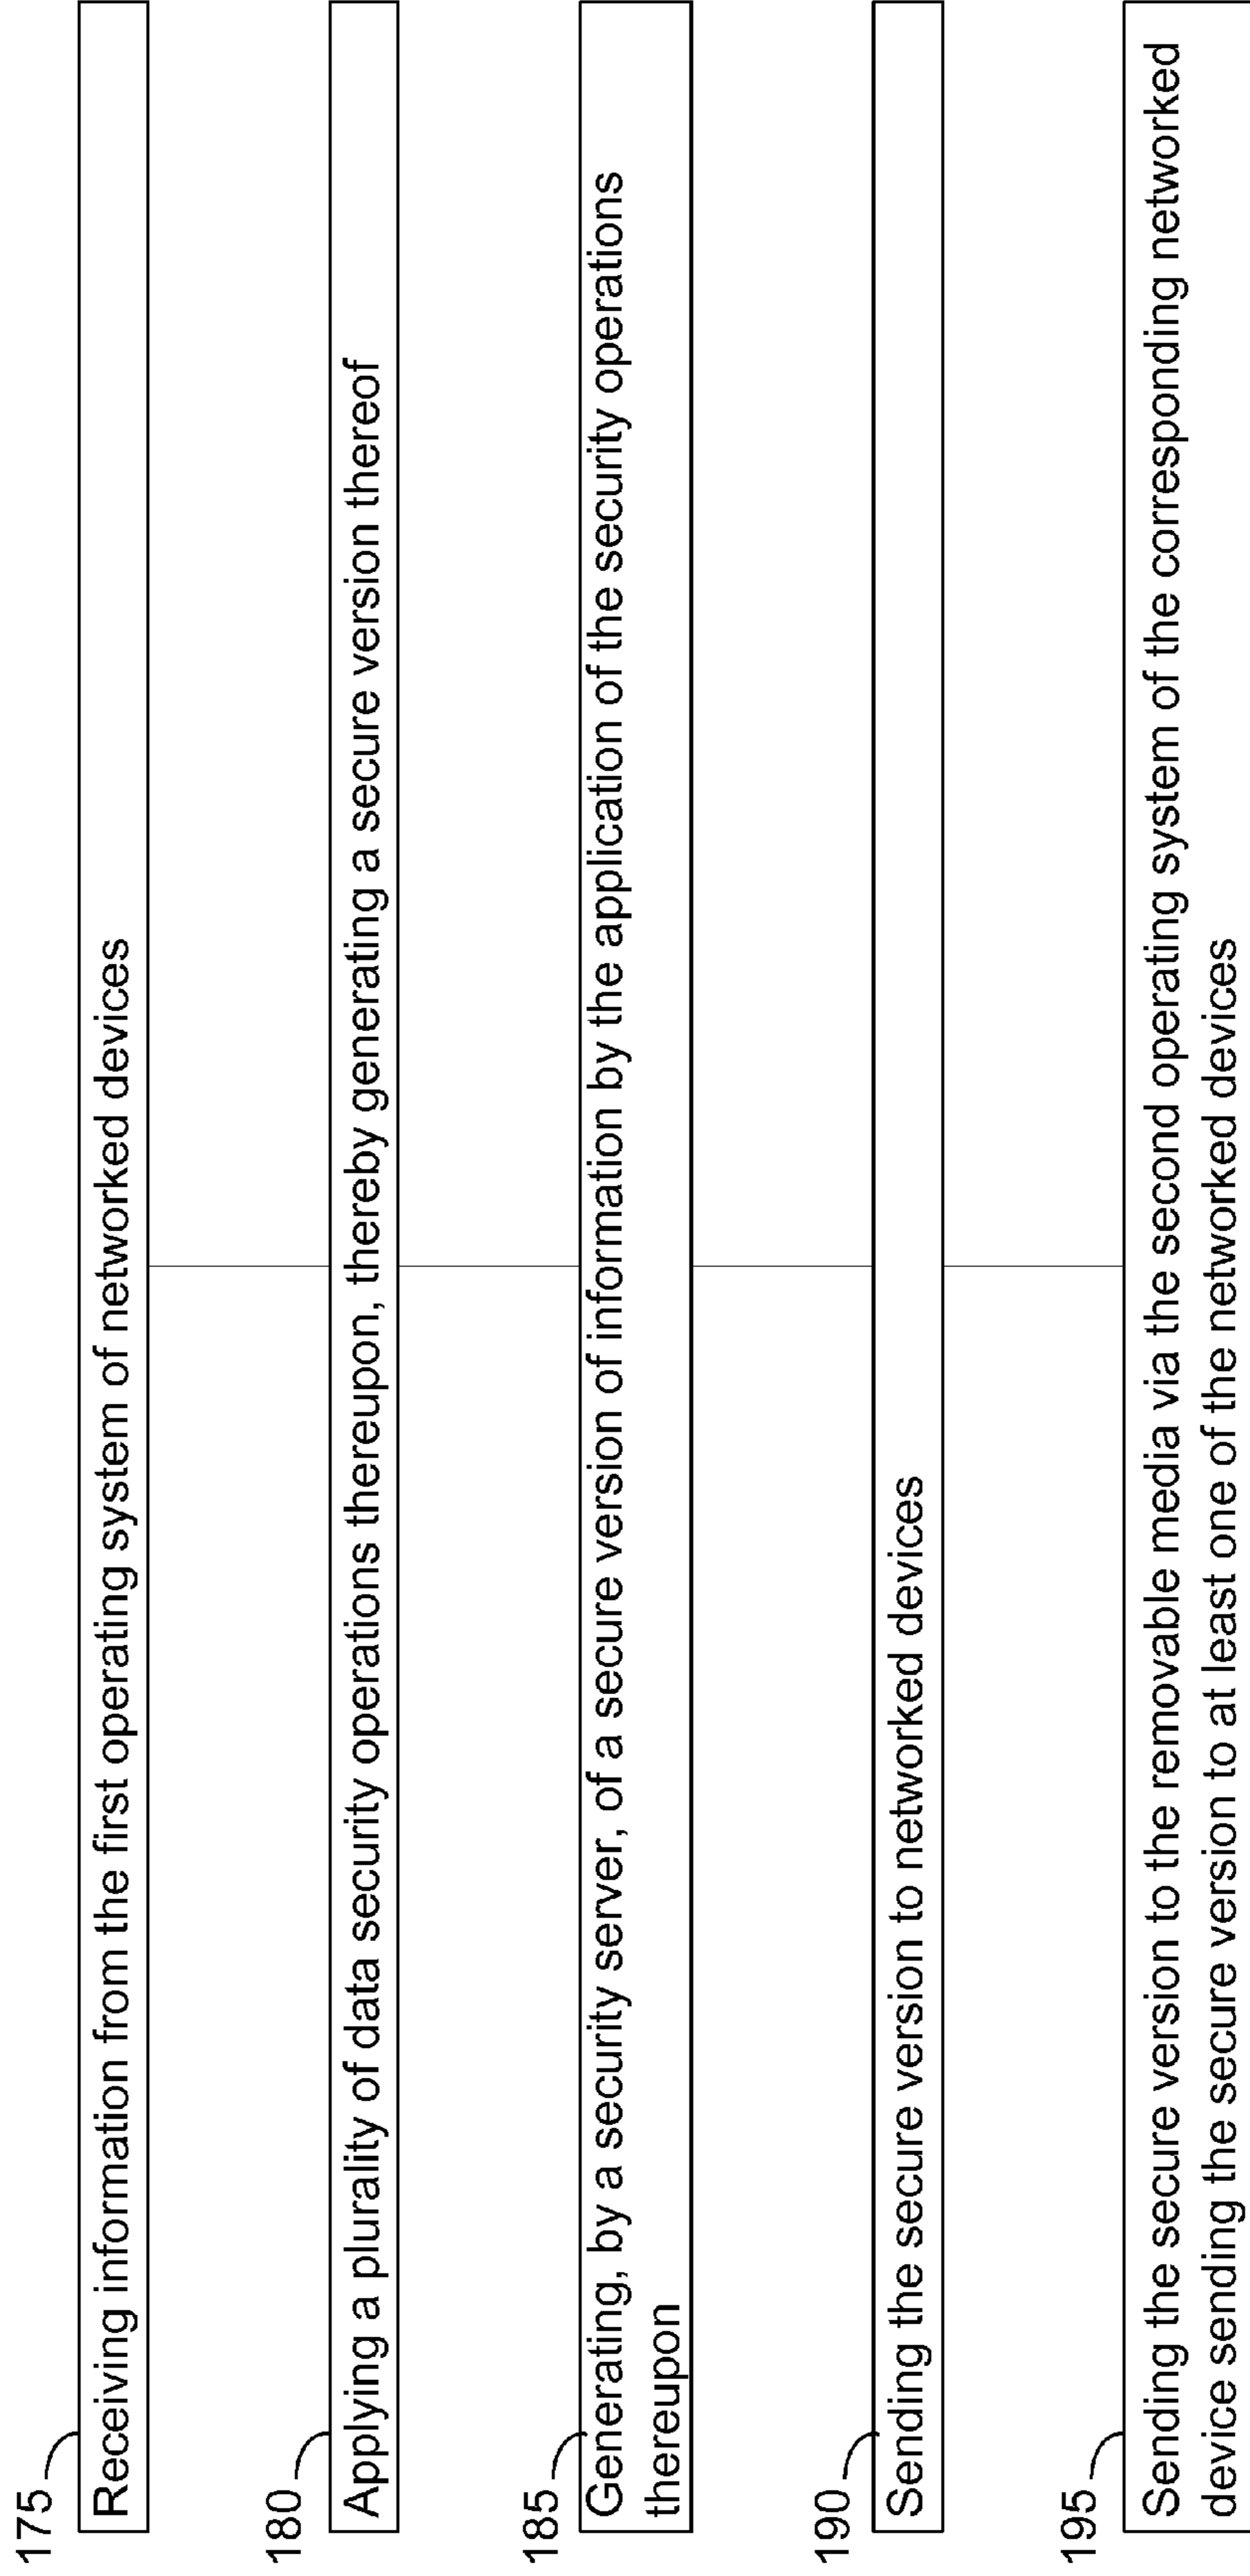 175
Receiving information from the first operating system of networked devices
180
Applying a plurality of data security operations thereupon, thereby generating a secure version thereof
185
Generating, by a security server, of a secure version of information by the application of the security operations
thereupon
190
Sending the secure version to networked devices
195
Sending the secure version to the removable media via the second operating system of the corresponding networked
device sending the secure version to at least one of the networked devices